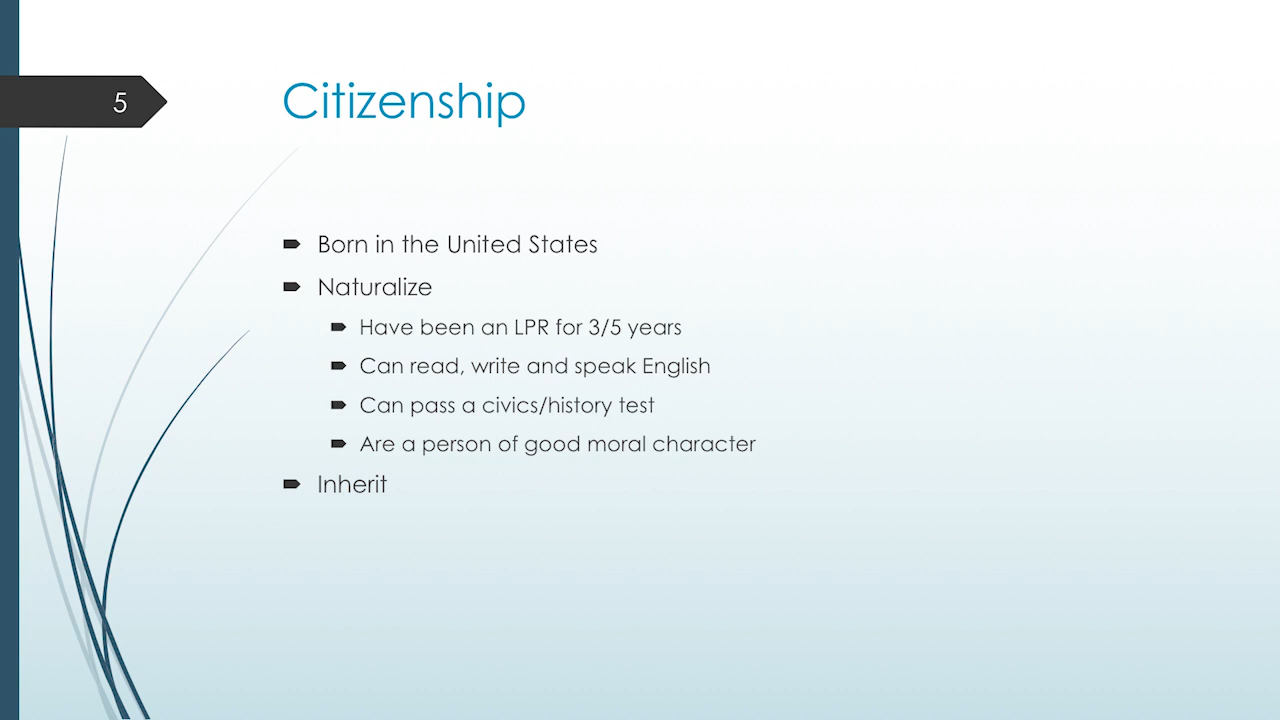 5
Citizenship
Born in the United States
Naturalize
Have been an LPR for 3/5 years
Can read, write and speak English
Can pass a civics/history test
Are a person of good moral character
Inherit